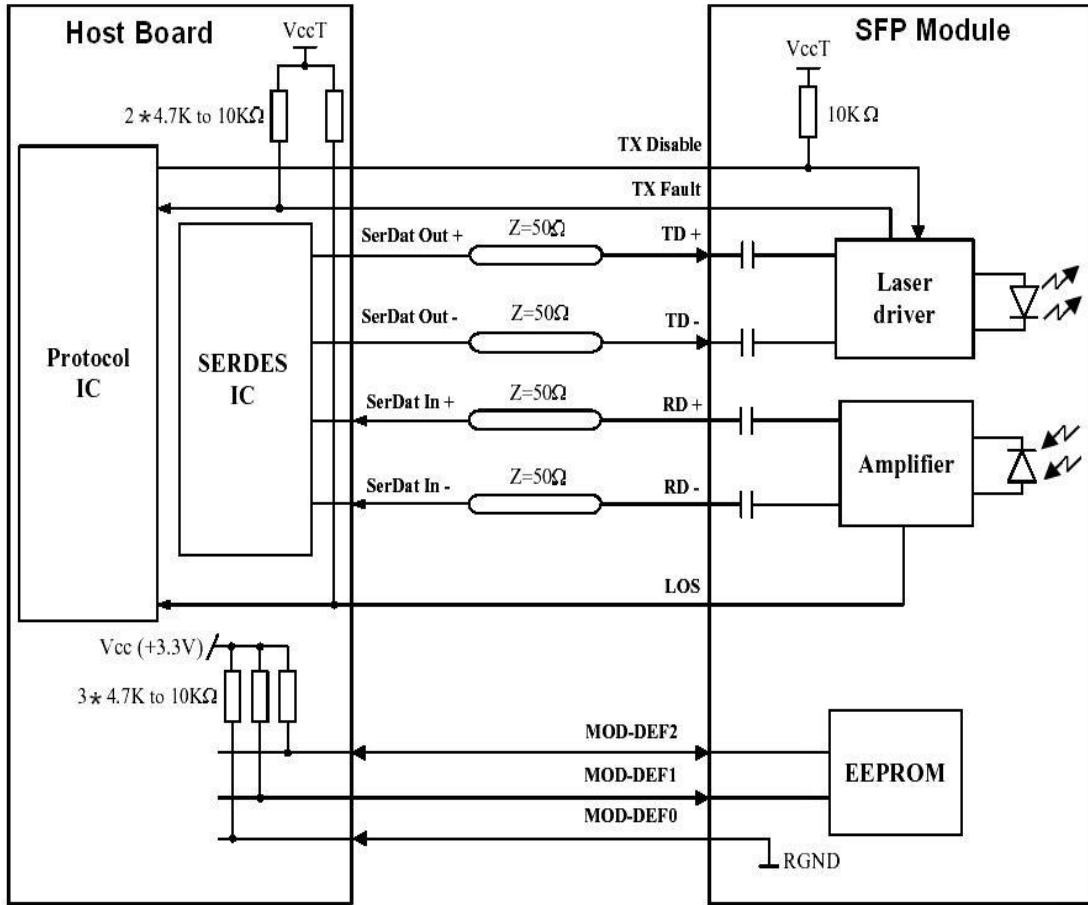 Host Board
VccT
2*4.7K to 10KΩ
SFP Module
VccT
10K Ω
TX Disable
TX Fault
SerDat Out +
Z=50Ω
TD +
SerDat Out -
Z=50Ω
TD -
Laser
driver
Protocol
IC
SERDES
IC
SerDat In +
Z=50Ω
RD +
SerDat In -
Z=50Ω
RD -
Amplifier
LOS
Vcc (+3.3V)
3*4.7K to 10KΩ
MOD-DEF2
MOD-DEF1
MOD-DEF0
EEPROM
RGND